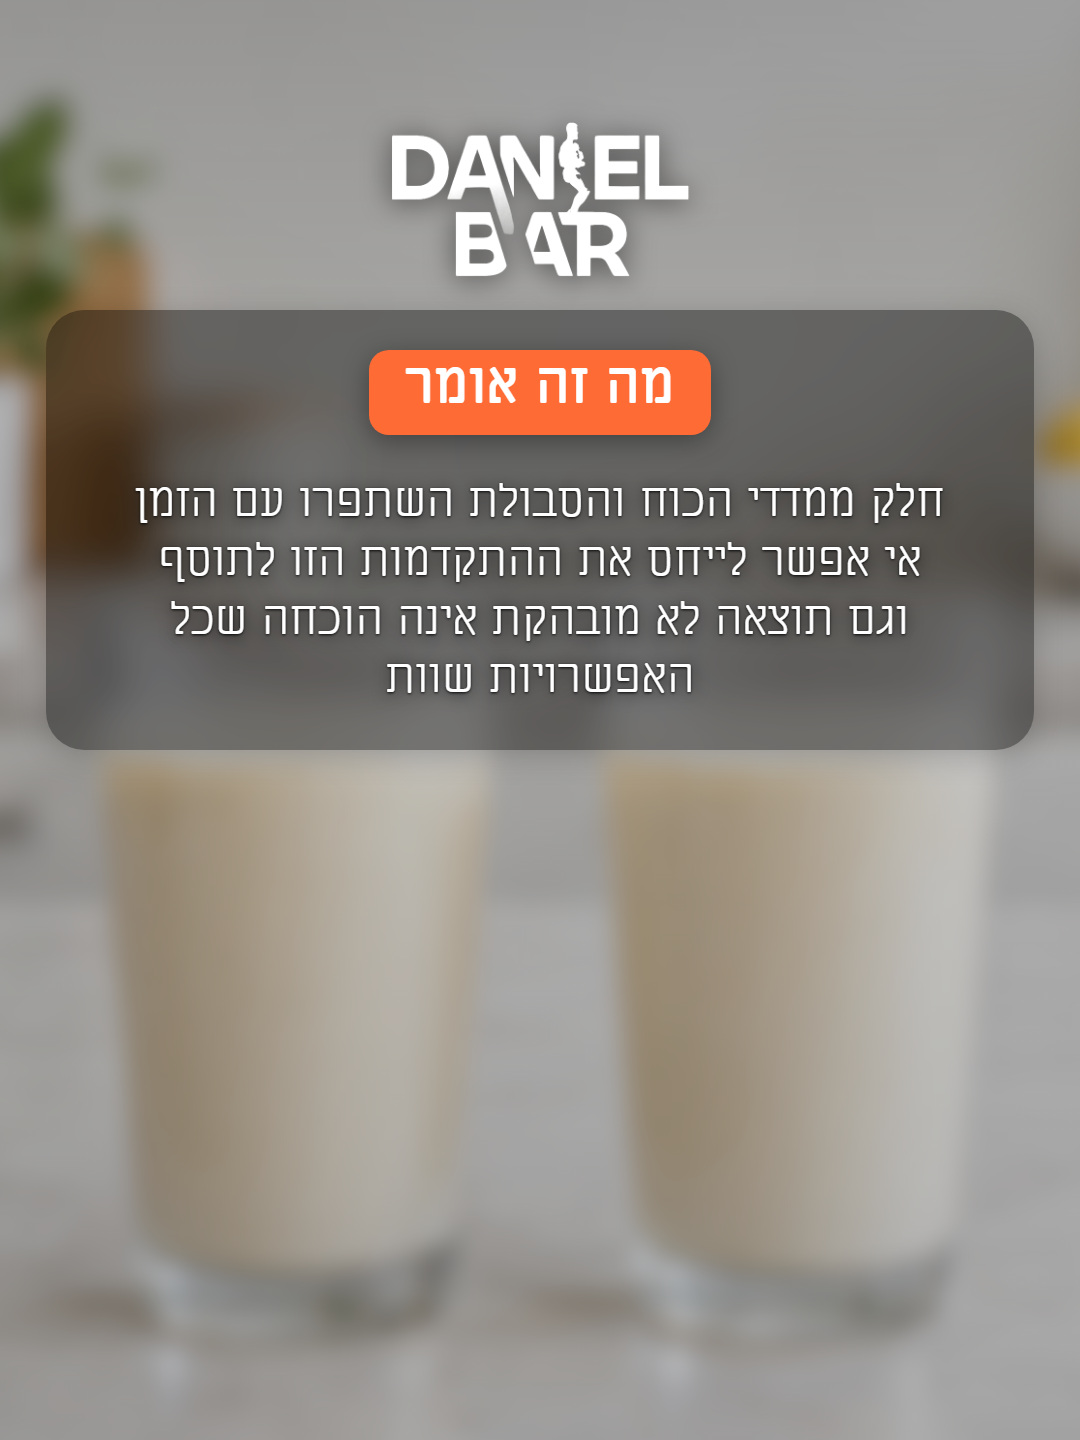 DANIEL
BAR
מה זה אומר
חלק ממדדי הכוח והסבולת השתפרו עם הזמן
אי אפשר לייחס את ההתקדמות הזו לתוסף
וגם תוצאה לא מובהקת אינה הוכחה שכל
האפשרויות שוות